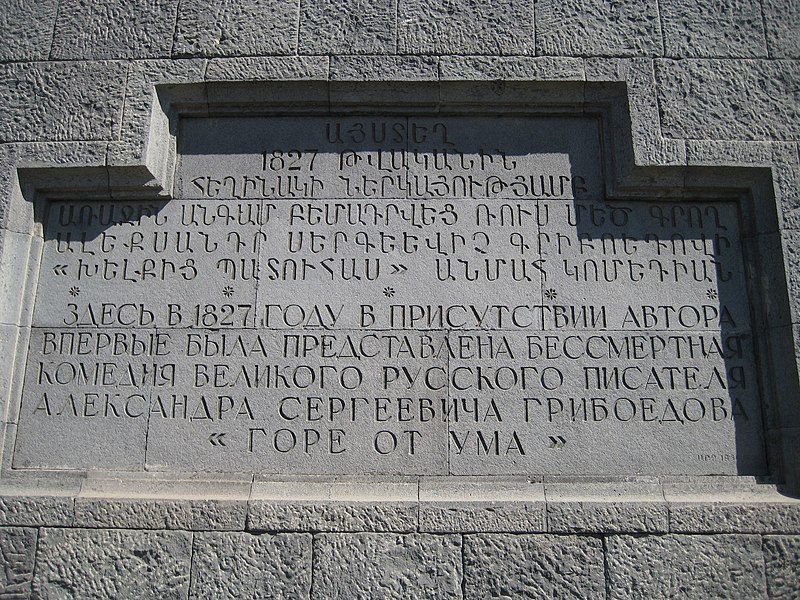 ԱՅՍՏԵՂ
1827 ԹՎԱԿԱՆԻՆ
ՀԵՂԻՆԱԿԻ ՆԵՐԿԱՅՈՒԹՅԱՄԲ
ԱՌԱՋԻՆ ԱՆԳԱՄ ԲԵՄԱԴՐՎԵՑ ՌՈՒՍ ՄԵԾ ԳՐՈՂ
ԱԼԵՔՍԱՆԴՐ ՍԵՐԳԵԵՎԻՉ ԳՐԻԲՈԵԴՈՎԻ
« ԽԵԼՔԻՑ ՊԱՏՈՒՀԱՍ » ԱՆՄԱՀ ԿՈՄԵԴԻԱՆ
* * * * *
ЗДЕСЬ В 1827 ГОДУ В ПРИСУТСТВИИ АВТОРА
ВПЕРВЫЕ БЫЛА ПРЕДСТАВЛЕНА БЕССМЕРТНАЯ
КОМЕДИЯ ВЕЛИКОГО РУССКОГО ПИСАТЕЛЯ
АЛЕКСАНДРА СЕРГЕЕВИЧА ГРИБОЕДОВА
« ГОРЕ ОТ УМА »